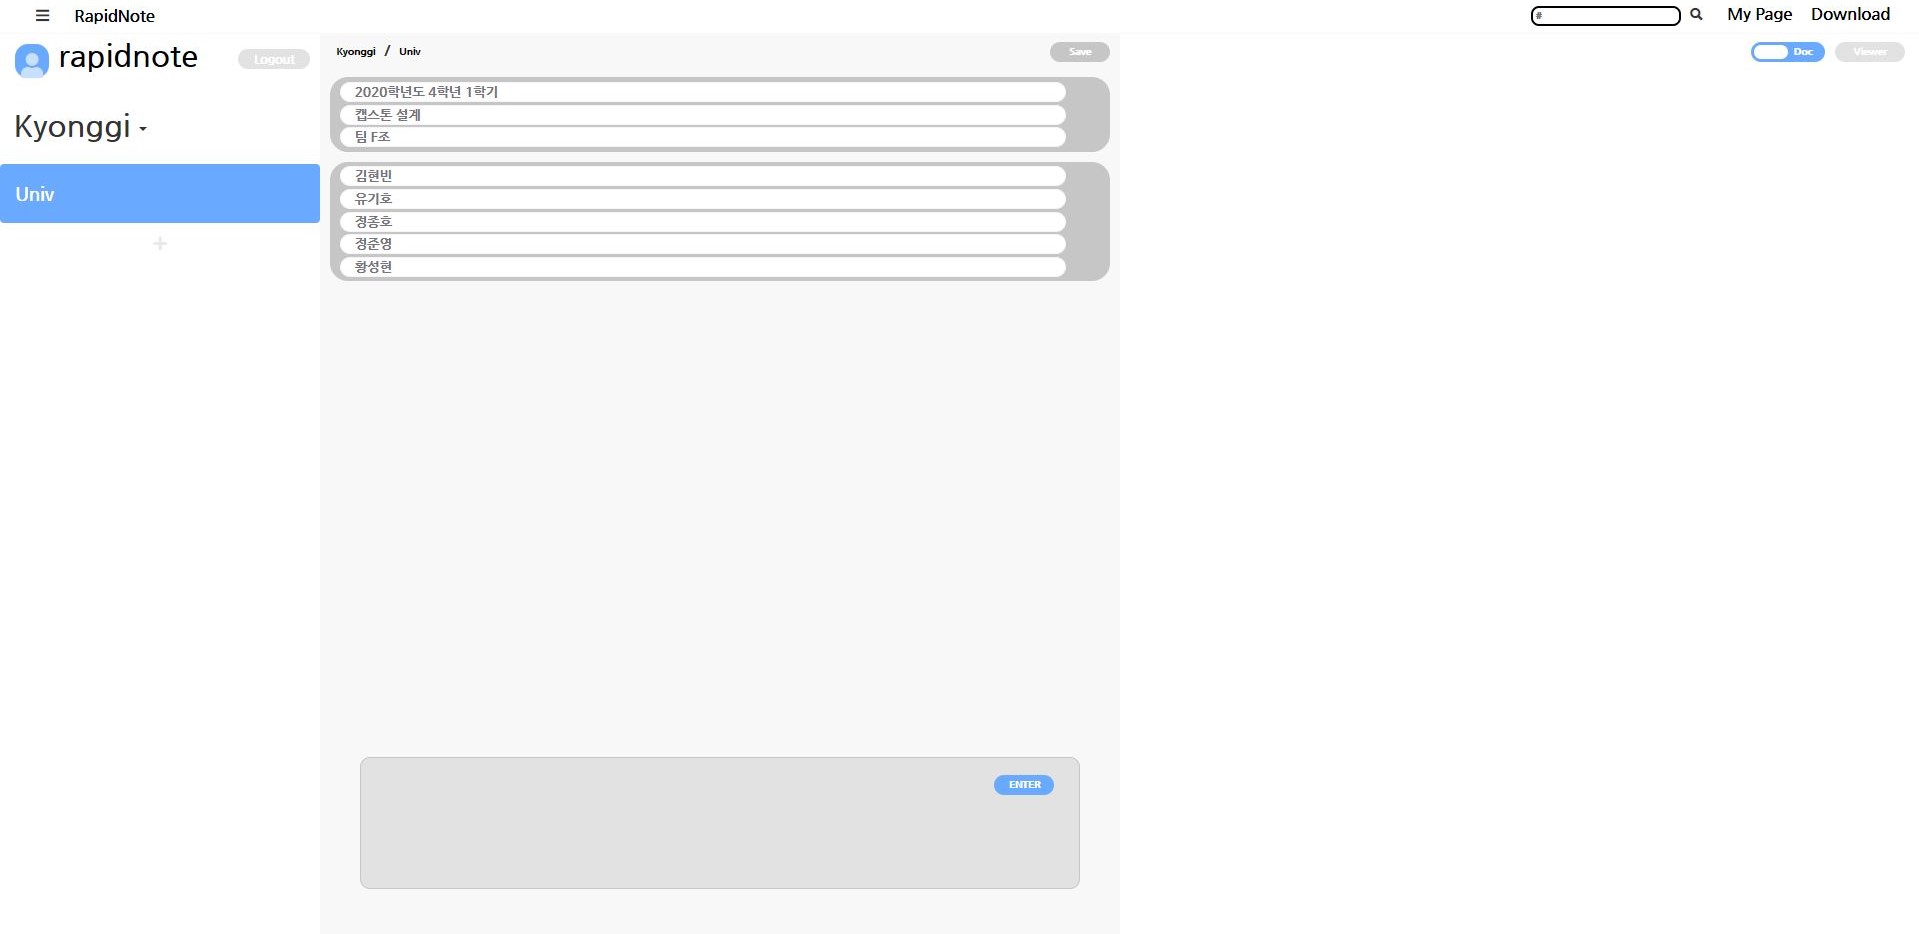 RapidNote
# My Page Download
rapidnote Logout
Kyonggi / Univ Save
Doc Viewer
Kyonggi
Univ
+
2020학년도 4학년 1학기
캡스톤 설계
팀 F조
김현빈
유기호
정종호
정준영
황성현
ENTER